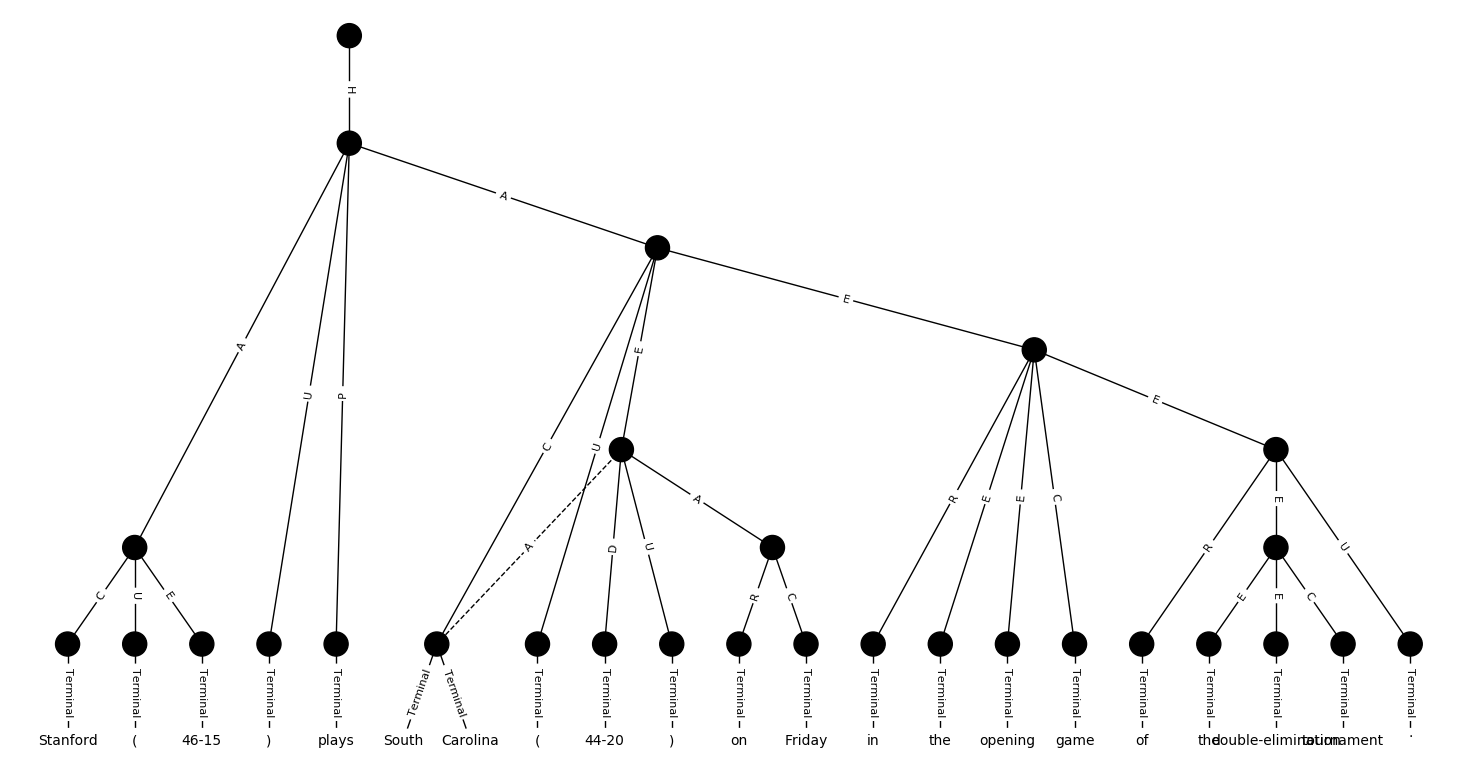 H
A
A
U
P
E
E
C
U
E
A
A
D
U
R
E
E
C
R
E
U
C
U
E
R
C
E
E
C
Terminal Terminal Terminal Terminal Terminal Terminal Terminal Terminal Terminal Terminal Terminal Terminal Terminal Terminal Terminal Terminal Terminal Terminal Terminal Terminal Terminal
Stanford ( 46-15 ) plays South Carolina ( 44-20 ) on Friday in the opening game of the double-elimination tournament .